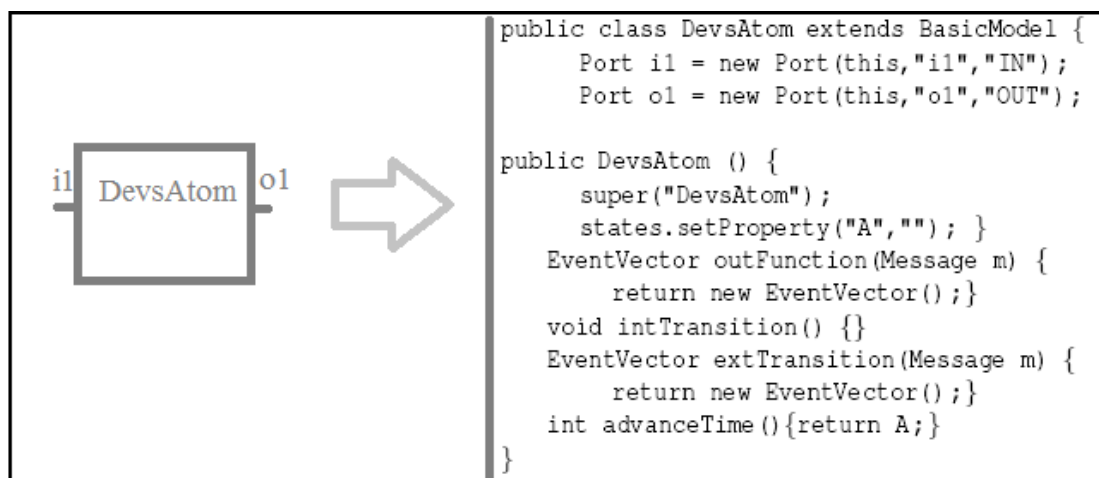 i1
DevsAtom
o1
public class DevsAtom extends BasicModel {
Port i1 = new Port(this,"i1","IN");
Port o1 = new Port(this,"o1","OUT");
public DevsAtom () {
super("DevsAtom");
states.setProperty("A",""); }
EventVector outFunction(Message m) {
return new EventVector();}
void intTransition() {}
EventVector extTransition(Message m) {
return new EventVector();}
int advanceTime(){return A;}
}